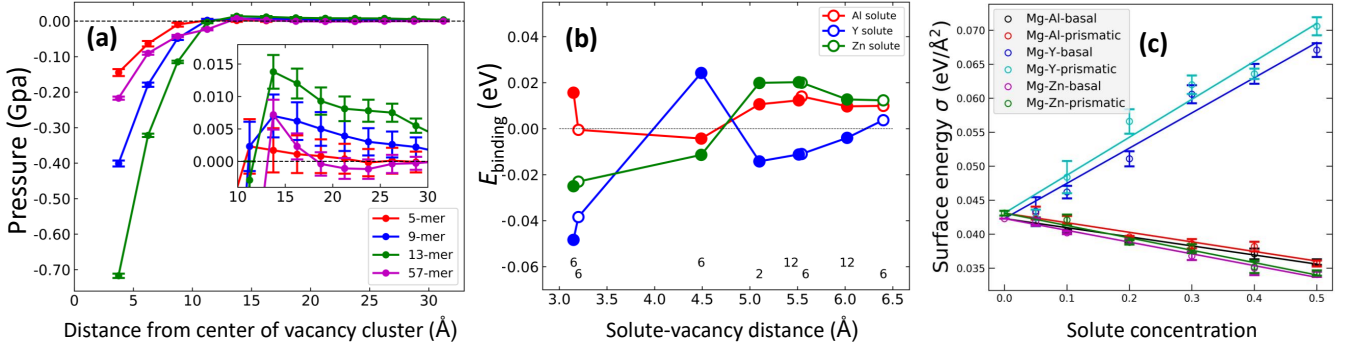 (a)
Pressure (Gpa)
0.00
-0.10
-0.20
-0.30
-0.40
-0.50
-0.60
-0.70
0.015
0.010
0.005
0.000
10 15 20 25 30
5-mer
9-mer
13-mer
57-mer
0 5 10 15 20 25 30
Distance from center of vacancy cluster (Å)
(b)
E_binding (eV)
0.04
0.02
0.00
-0.02
-0.04
-0.06
Al solute
Y solute
Zn solute
6 6 6 2 12 6 12 6
3.0 3.5 4.0 4.5 5.0 5.5 6.0 6.5
Solute-vacancy distance (Å)
(c)
Surface energy σ (eV/Å²)
0.070
0.065
0.060
0.055
0.050
0.045
0.040
0.035
Mg-Al-basal
Mg-Al-prismatic
Mg-Y-basal
Mg-Y-prismatic
Mg-Zn-basal
Mg-Zn-prismatic
0.0 0.1 0.2 0.3 0.4 0.5
Solute concentration